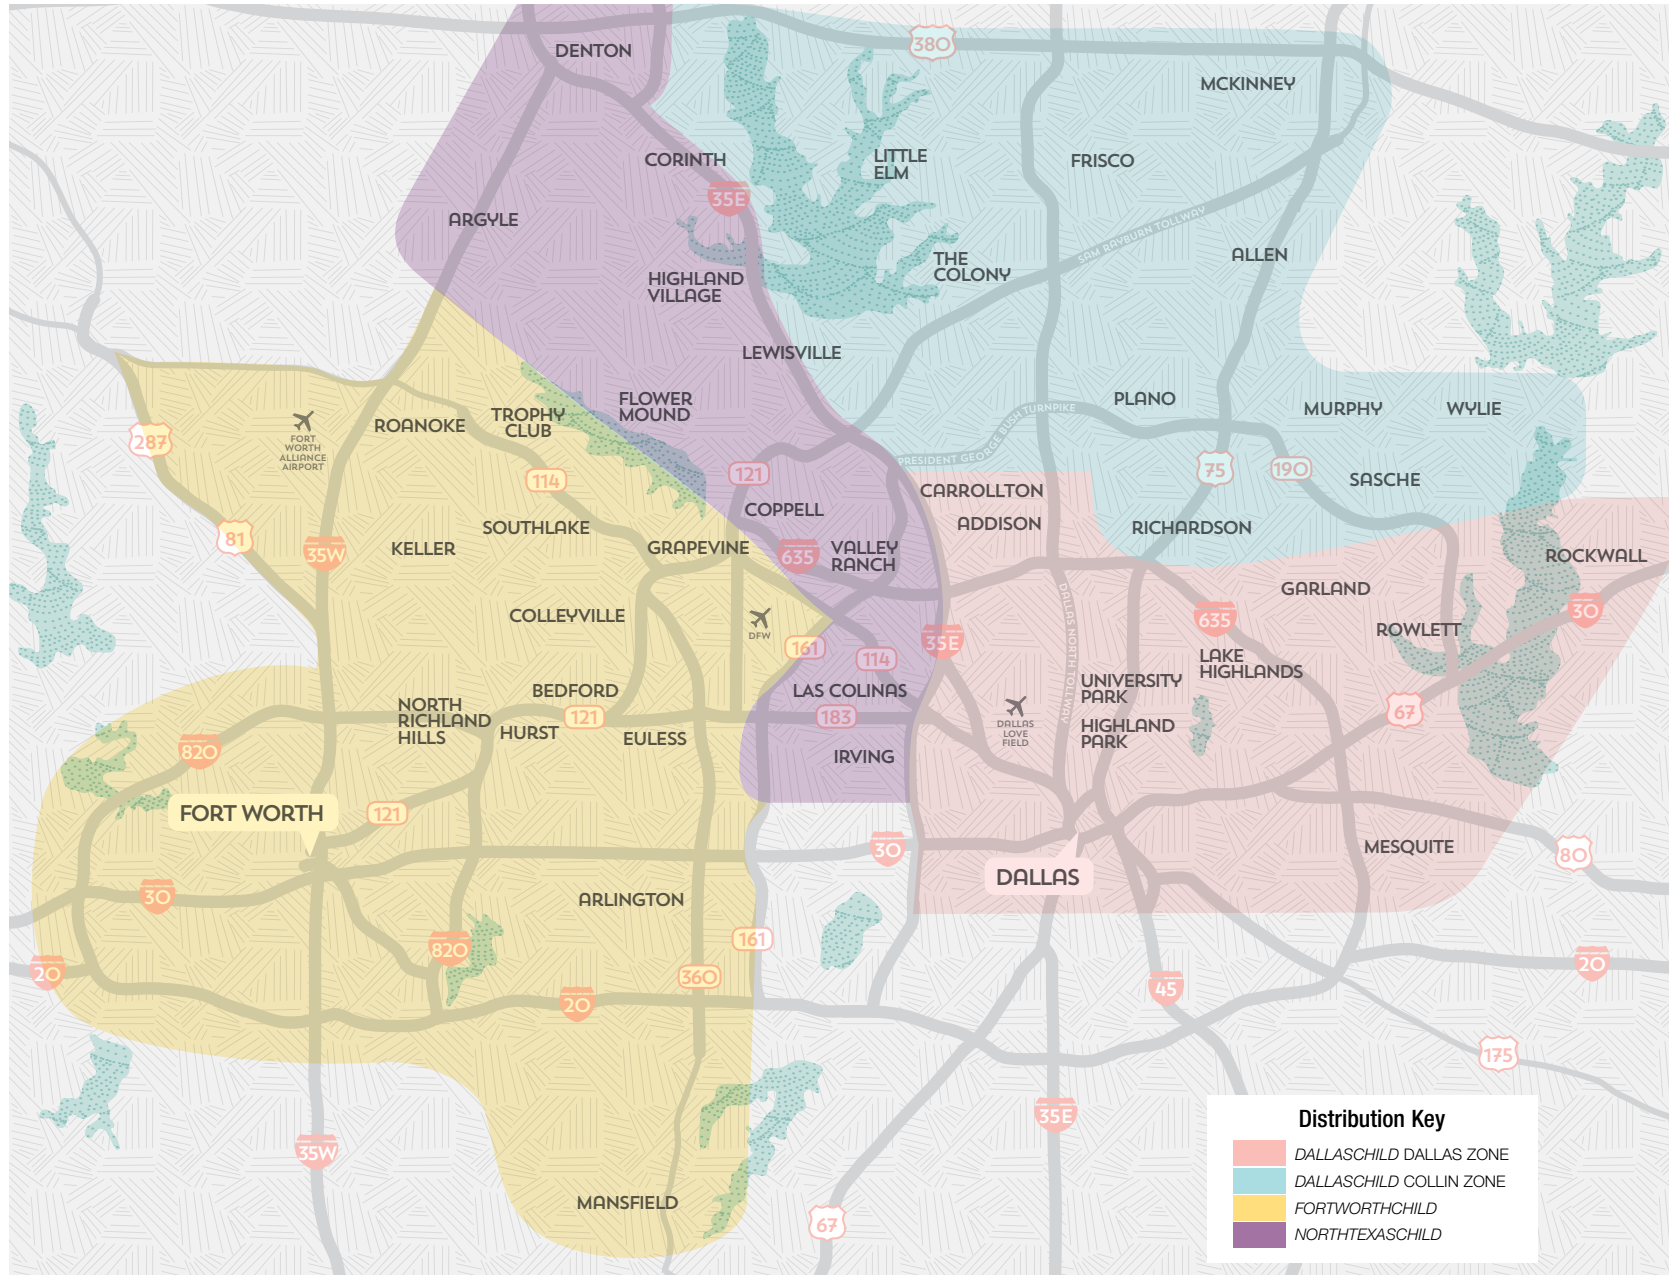 380
DENTON
MCKINNEY
CORINTH
LITTLE
ELM
FRISCO
35E
ARGYLE
SAM RAYBURN TOLLWAY
ALLEN
THE
COLONY
HIGHLAND
VILLAGE
LEWISVILLE
FLOWER
MOUND
PLANO
MURPHY
WYLIE
TROPHY
CLUB
ROANOKE
PRESIDENT GEORGE BUSH TURNPIKE
287
FORT
WORTH
ALLIANCE
AIRPORT
114
121
75
190
SASCHE
CARROLLTON
COPPELL
ADDISON
RICHARDSON
SOUTHLAKE
81
35W
KELLER
GRAPEVINE
635
VALLEY
RANCH
ROCKWALL
GARLAND
30
COLLEYVILLE
DFW
161
114
35E
DALLAS NORTH TOLLWAY
635
ROWLETT
LAKE
HIGHLANDS
BEDFORD
LAS COLINAS
UNIVERSITY
PARK
NORTH
RICHLAND
HILLS
121
183
HURST
EULESS
DALLAS
LOVE
FIELD
HIGHLAND
PARK
67
820
IRVING
FORT WORTH
121
30
MESQUITE
80
DALLAS
30
ARLINGTON
820
161
20
360
20
45
20
175
35E
35W
MANSFIELD
67
Distribution Key
DALLASCHILD DALLAS ZONE
DALLASCHILD COLLIN ZONE
FORTWORTHCHILD
NORTHTEXASCHILD